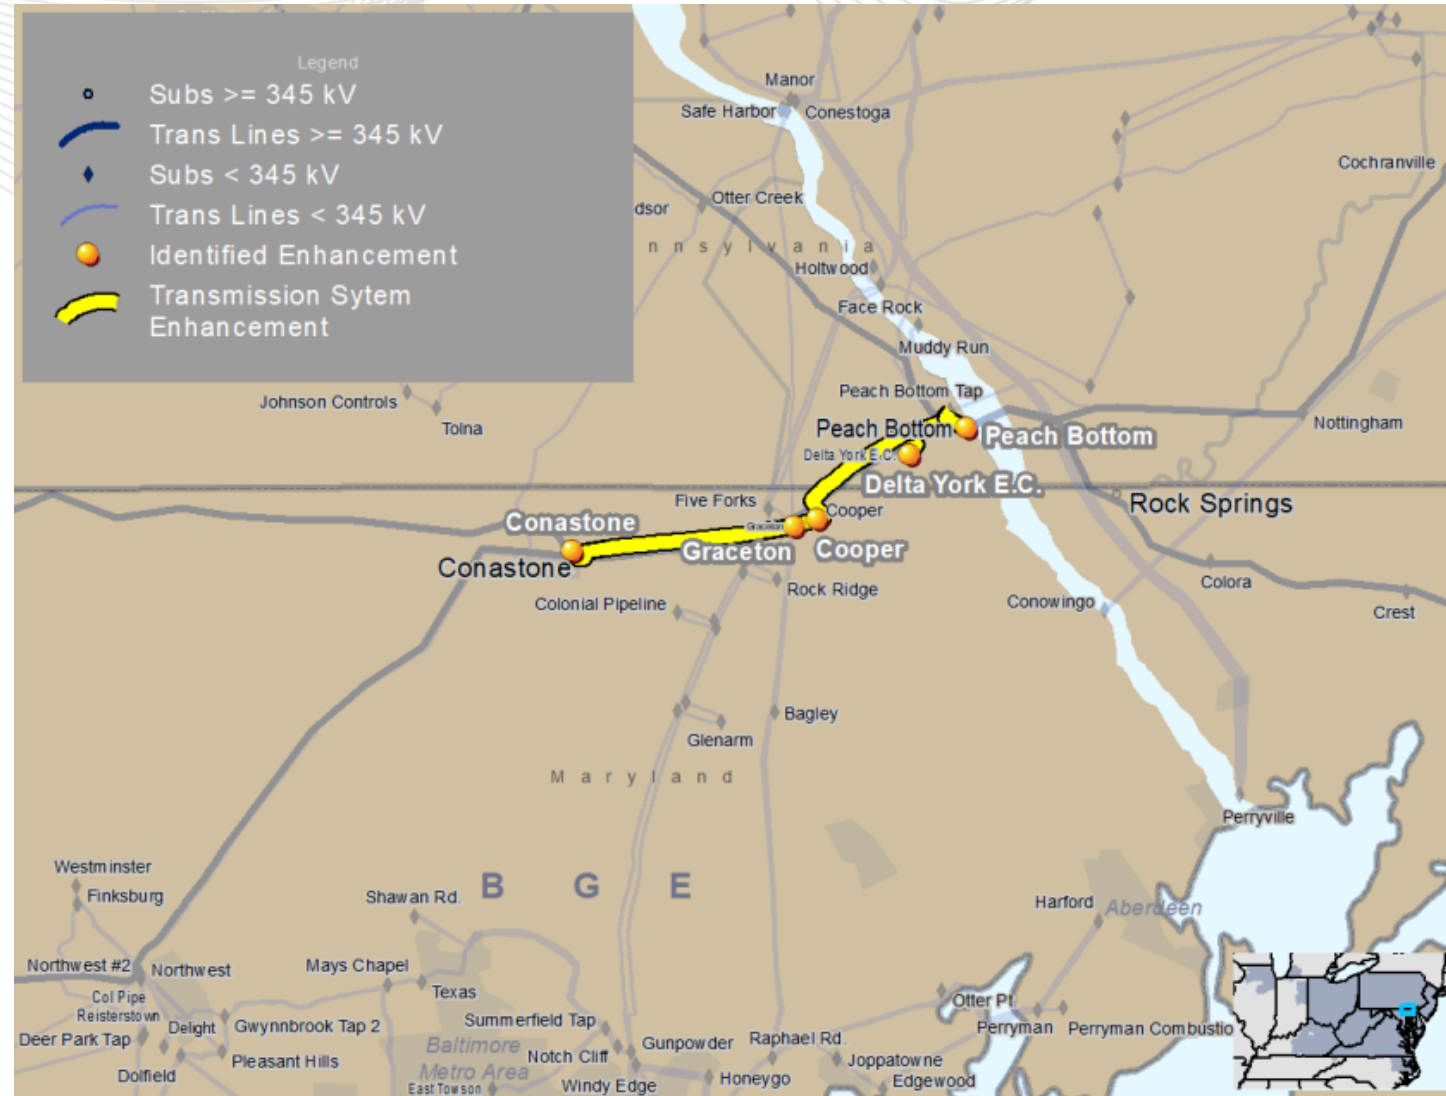 Legend
Subs >= 345 kV
Trans Lines >= 345 kV
Subs < 345 kV
Trans Lines < 345 kV
Identified Enhancement
Transmission Sytem
Enhancement
Manor
Safe Harbor
Conestoga
Cochranville
dsor
Otter Creek
nnsylvania
Holtwood
Face Rock
Muddy Run
Peach Bottom Tap
Johnson Controls
Tolna
Nottingham
Peach Bottom
Peach Bottom
Delta York E.C.
Delta York E.C.
Five Forks
Rock Springs
Cooper
Conastone
Graceton
Graceton
Cooper
Conastone
Colora
Rock Ridge
Colonial Pipeline
Conowingo
Crest
Bagley
Glenarm
Maryland
Perryville
Westminster
Finksburg
Shawan Rd.
B G E
Harford
Aberdeen
Northwest #2
Northwest
Mays Chapel
Texas
Col Pipe
Reisterstown
Otter Pt
Delight
Gwynnbrook Tap 2
Summerfield Tap
Perryman
Perryman Combustio
Deer Park Tap
Pleasant Hills
Baltimore
Metro Area
Notch Cliff
Gunpowder
Raphael Rd.
Joppatowne
Dolfield
East Towson
Windy Edge
Honeygo
Edgewood